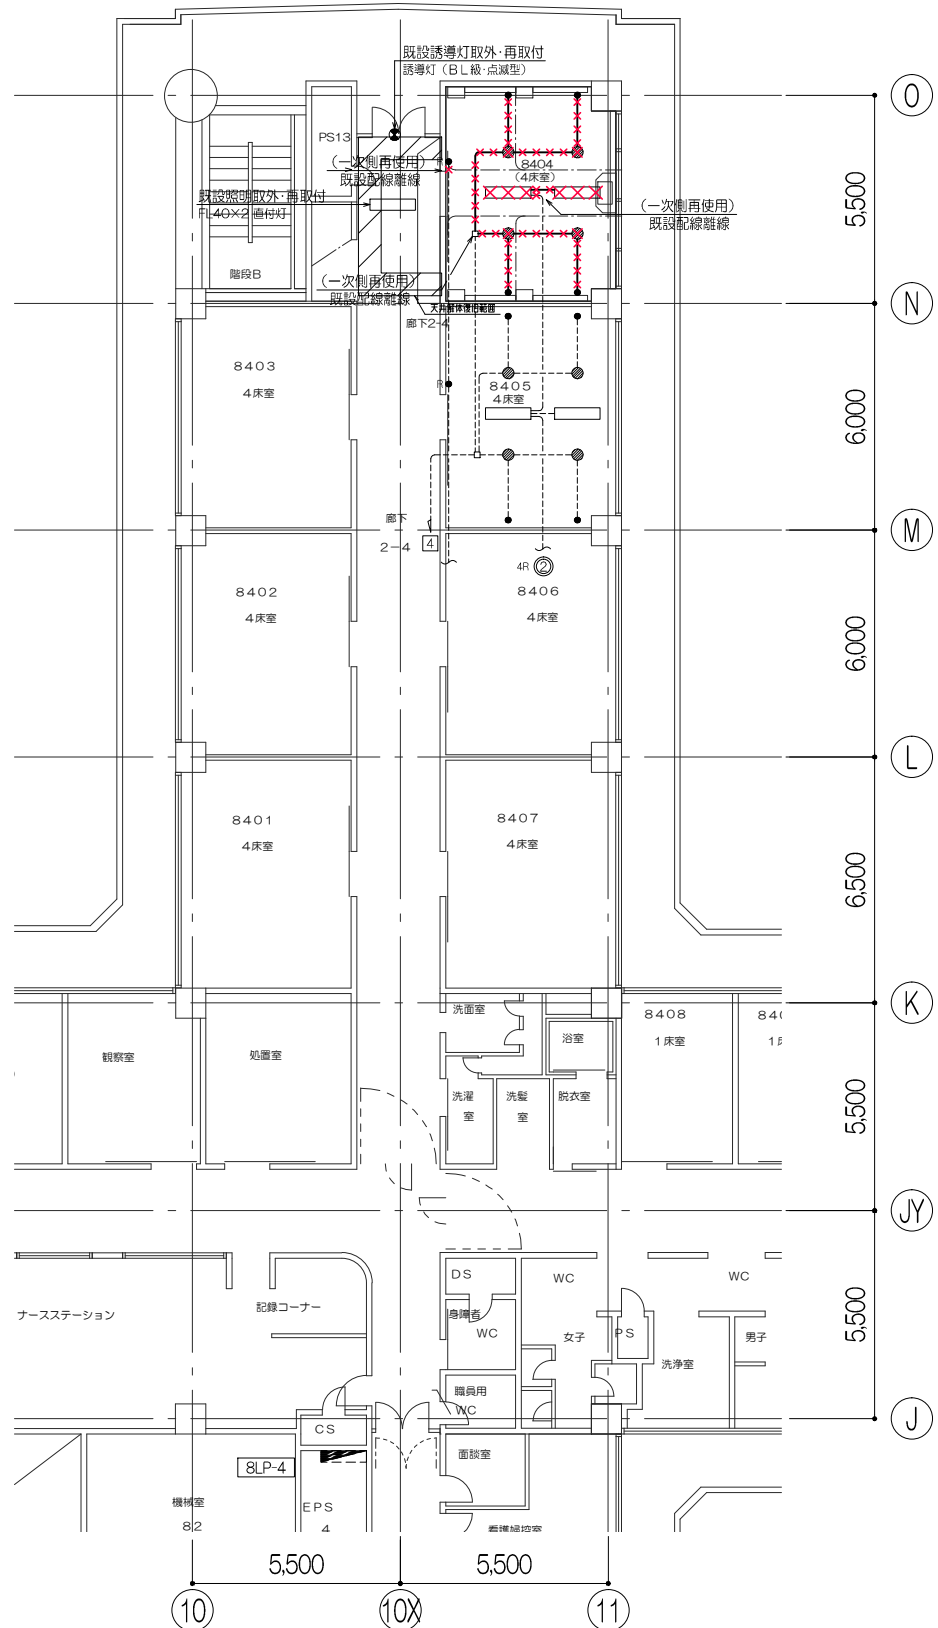 既設誘導灯取外・再取付
誘導灯（ＢＬ級・点滅型）
O
PS13
（一次側再使用）
既設配線離線
8404
（4床室）
既設照明取外・再取付
FL40×2 直付灯
（一次側再使用）
既設配線離線
5,500
階段B
（一次側再使用）
既設配線離線
天井解体復旧範囲
N
廊下2-4
8403
4床室
R
8405
4床室
6,000
廊下
2-4
4
M
4R
2
8402
4床室
8406
4床室
6,000
L
8401
4床室
8407
4床室
6,500
K
洗面室
浴室
8408
1床室
840
観察室
処置室
洗濯室
洗髪室
脱衣室
5,500
JY
DS
WC
WC
ナースステーション
記録コーナー
身障者
WC
女子
PS
洗浄室
男子
5,500
職員用
WC
CS
J
8LP-4
面談室
機械室
82
EPS
4
看護婦控室
5,500
5,500
10
10X
11